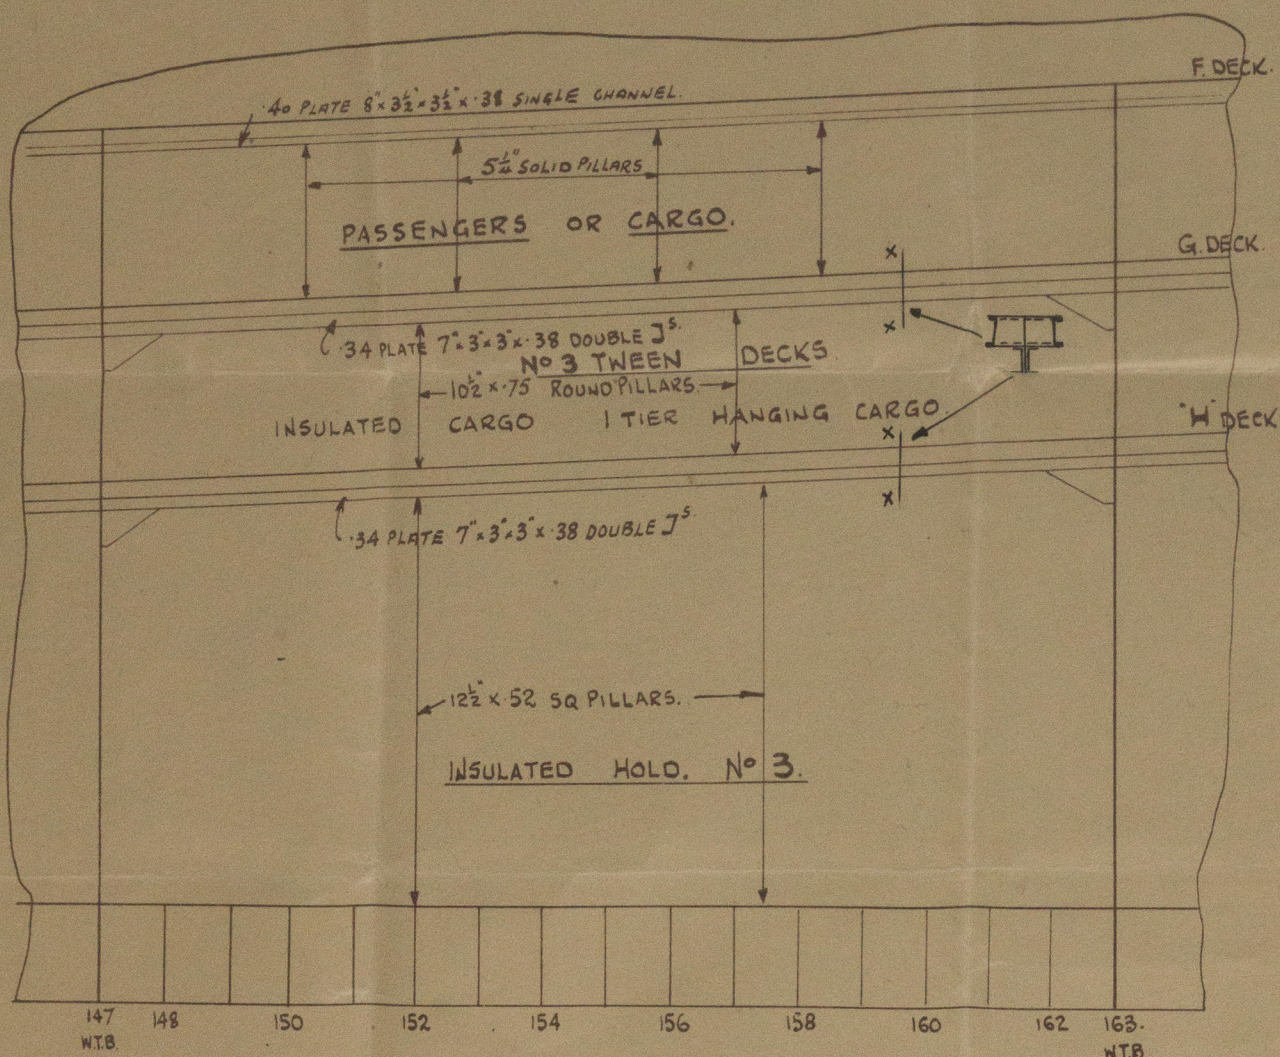 F. DECK.
.40 PLATE 8" × 3½" × 3½" × .38 SINGLE CHANNEL.
5¼" SOLID PILLARS
PASSENGERS OR CARGO.
G. DECK.
×
×
.34 PLATE 7" × 3" × 3" × .38 DOUBLE ]S.
No 3 TWEEN DECKS.
10½" × .75 ROUND PILLARS.
INSULATED CARGO 1 TIER HANGING CARGO.
"H" DECK
×
×
.34 PLATE 7" × 3" × 3" × .38 DOUBLE ]S.
12½" × .52 SQ PILLARS.
INSULATED HOLD. No 3.
147 148 150 152 154 156 158 160 162 163.
W.T.B. W.T.B